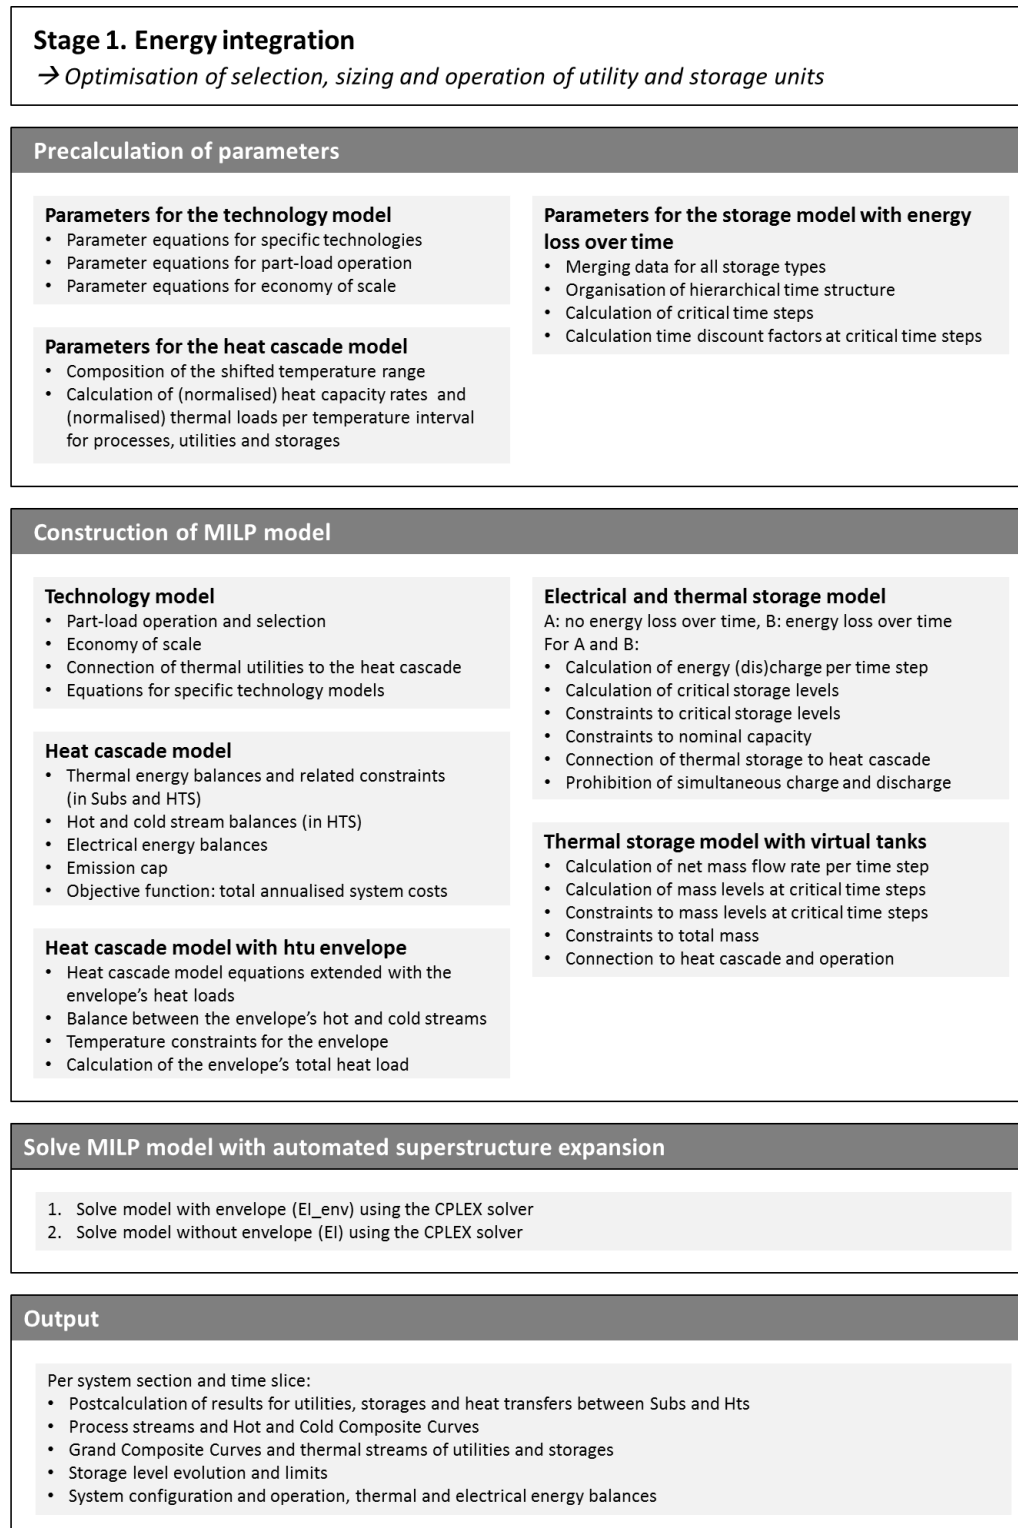 Stage 1. Energy integration
→ Optimisation of selection, sizing and operation of utility and storage units
Precalculation of parameters
Parameters for the technology model
• Parameter equations for specific technologies
• Parameter equations for part-load operation
• Parameter equations for economy of scale
Parameters for the heat cascade model
• Composition of the shifted temperature range
• Calculation of (normalised) heat capacity rates and
(normalised) thermal loads per temperature interval
for processes, utilities and storages
Parameters for the storage model with energy
loss over time
• Merging data for all storage types
• Organisation of hierarchical time structure
• Calculation of critical time steps
• Calculation time discount factors at critical time steps
Construction of MILP model
Technology model
• Part-load operation and selection
• Economy of scale
• Connection of thermal utilities to the heat cascade
• Equations for specific technology models
Heat cascade model
• Thermal energy balances and related constraints
(in Subs and HTS)
• Hot and cold stream balances (in HTS)
• Electrical energy balances
• Emission cap
• Objective function: total annualised system costs
Heat cascade model with htu envelope
• Heat cascade model equations extended with the
envelope's heat loads
• Balance between the envelope's hot and cold streams
• Temperature constraints for the envelope
• Calculation of the envelope's total heat load
Electrical and thermal storage model
A: no energy loss over time, B: energy loss over time
For A and B:
• Calculation of energy (dis)charge per time step
• Calculation of critical storage levels
• Constraints to critical storage levels
• Constraints to nominal capacity
• Connection of thermal storage to heat cascade
• Prohibition of simultaneous charge and discharge
Thermal storage model with virtual tanks
• Calculation of net mass flow rate per time step
• Calculation of mass levels at critical time steps
• Constraints to mass levels at critical time steps
• Constraints to total mass
• Connection to heat cascade and operation
Solve MILP model with automated superstructure expansion
1. Solve model with envelope (EI_env) using the CPLEX solver
2. Solve model without envelope (EI) using the CPLEX solver
Output
Per system section and time slice:
• Postcalculation of results for utilities, storages and heat transfers between Subs and Hts
• Process streams and Hot and Cold Composite Curves
• Grand Composite Curves and thermal streams of utilities and storages
• Storage level evolution and limits
• System configuration and operation, thermal and electrical energy balances